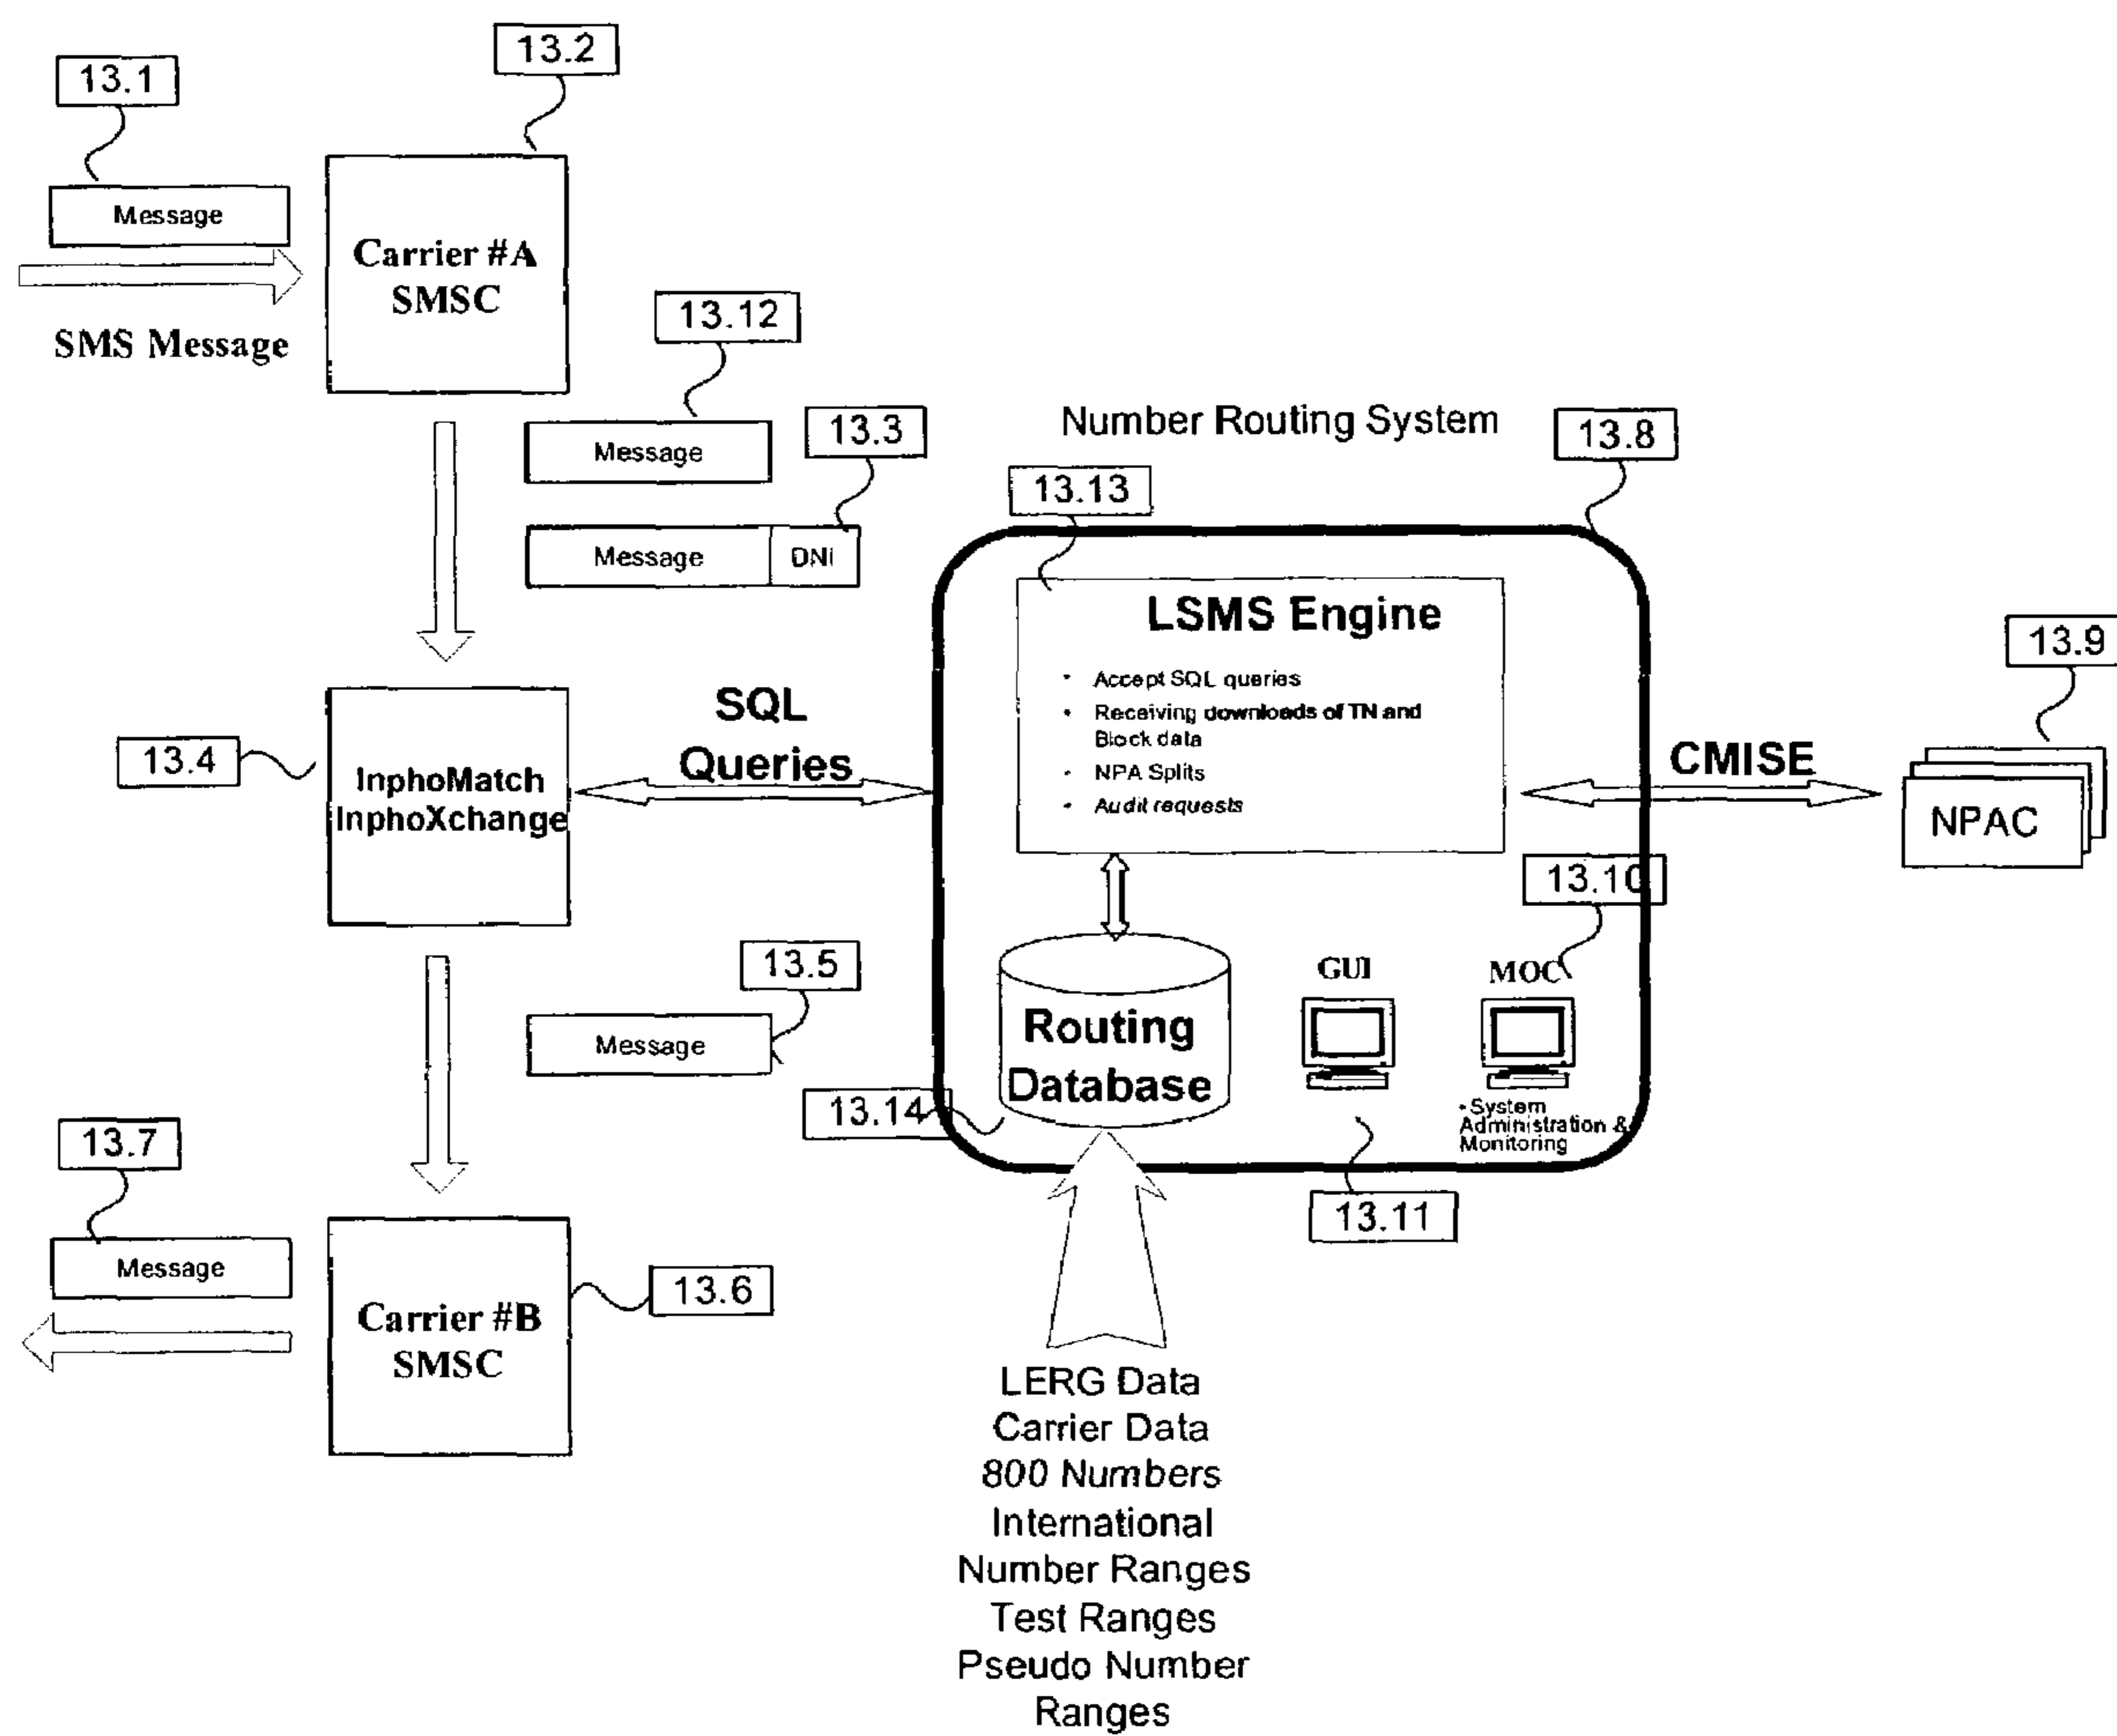 13.1
13.2
Message
Carrier #A
SMSC
SMS Message
13.12
Message
13.3
Message
DNI
Number Routing System
13.8
13.13
LSMS Engine
• Accept SQL queries
• Receiving downloads of TN and
Block data
• NPA Splits
• Audit requests
13.9
13.4
InphoMatch
InphoXchange
SQL
Queries
CMISE
NPAC
13.10
13.5
Message
Routing
Database
GUI
MOC
• System
Administration &
Monitoring
13.14
13.7
Message
13.11
Carrier #B
SMSC
13.6
LERG Data
Carrier Data
800 Numbers
International
Number Ranges
Test Ranges
Pseudo Number
Ranges